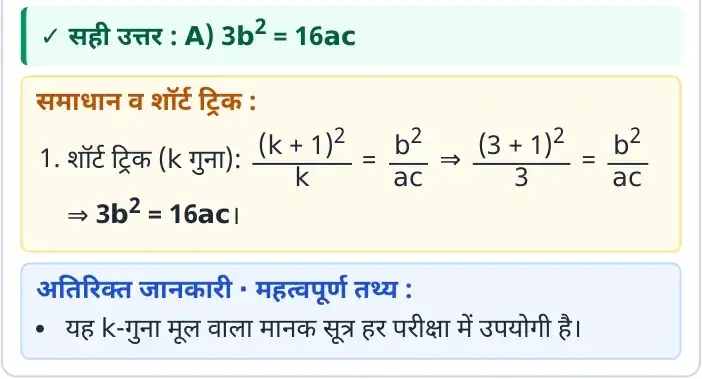 ✓ सही उत्तर : A) 3b² = 16ac
समाधान व शॉर्ट ट्रिक :
1. शॉर्ट ट्रिक (k गुना): (k + 1)²/k = b²/ac ⇒ (3 + 1)²/3 = b²/ac
⇒ 3b² = 16ac।
अतिरिक्त जानकारी · महत्वपूर्ण तथ्य :
• यह k-गुना मूल वाला मानक सूत्र हर परीक्षा में उपयोगी है।